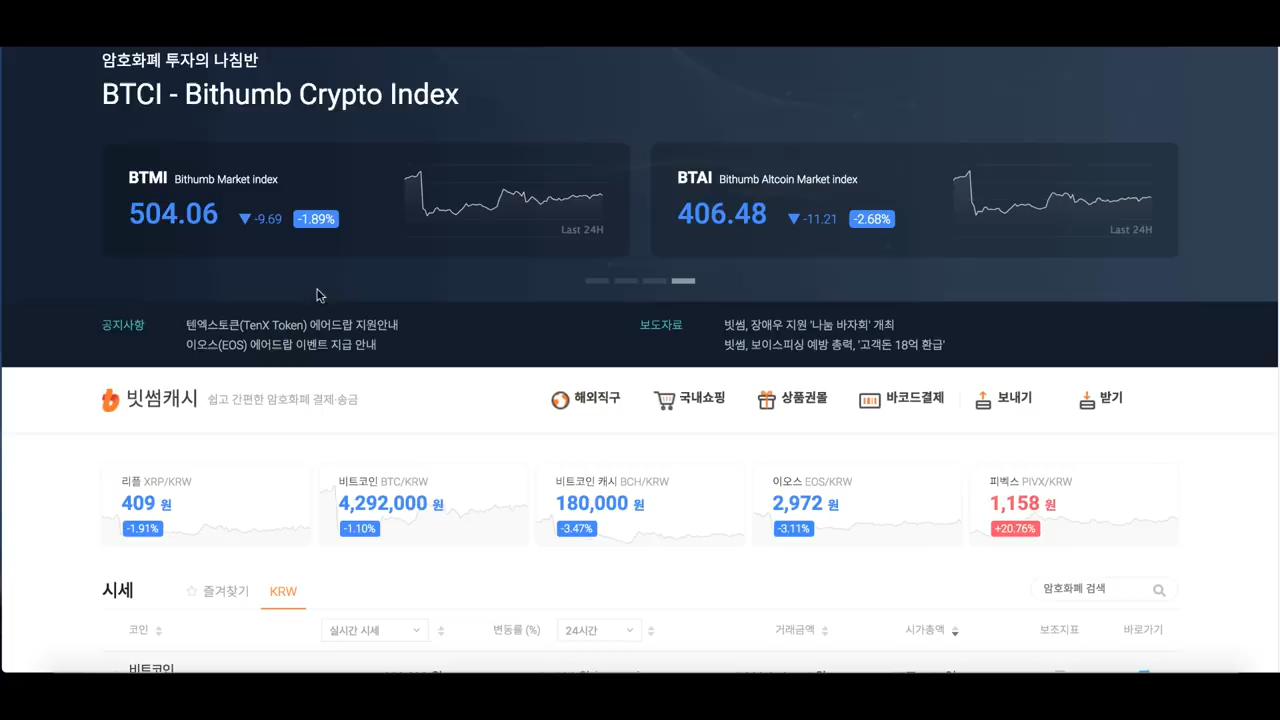 암호화폐 투자의 나침반
BTCI - Bithumb Crypto Index
BTMI Bithumb Market index
504.06 ▼-9.69 -1.89%
Last 24H
BTAI Bithumb Altcoin Market index
406.48 ▼-11.21 -2.68%
Last 24H
공지사항
텐엑스토큰(TenX Token) 에어드랍 지원안내
이오스(EOS) 에어드랍 이벤트 지급 안내
보도자료
빗썸, 장애우 지원 '나눔 바자회' 개최
빗썸, 보이스피싱 예방 총력, '고객돈 18억 환급'
빗썸캐시 쉽고 간편한 암호화폐 결제·송금
해외직구 국내쇼핑 상품권몰 바코드결제 보내기 받기
리플 XRP/KRW
409 원
-1.91%
비트코인 BTC/KRW
4,292,000 원
-1.10%
비트코인 캐시 BCH/KRW
180,000 원
-3.47%
이오스 EOS/KRW
2,972 원
-3.11%
피벡스 PIVX/KRW
1,158 원
+20.76%
시세 ☆ 즐겨찾기 KRW 암호화폐 검색
코인 실시간 시세 변동률 (%) 24시간 거래금액 시가총액 보조지표 바로가기
비트코인